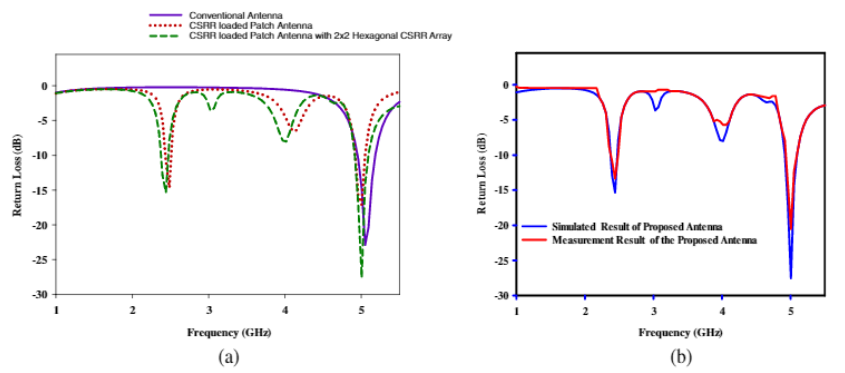 Conventional Antenna
CSRR loaded Patch Antenna
CSRR loaded Patch Antenna with 2x2 Hexagonal CSRR Array
0
-5
-10
-15
-20
-25
-30
Return Loss (dB)
1
2
3
4
5
Frequency (GHz)
(a)
0
-5
-10
-15
-20
-25
-30
Return Loss (dB)
Simulated Result of Proposed Antenna
Measurement Result of the Proposed Antenna
1
2
3
4
5
Frequency (GHz)
(b)